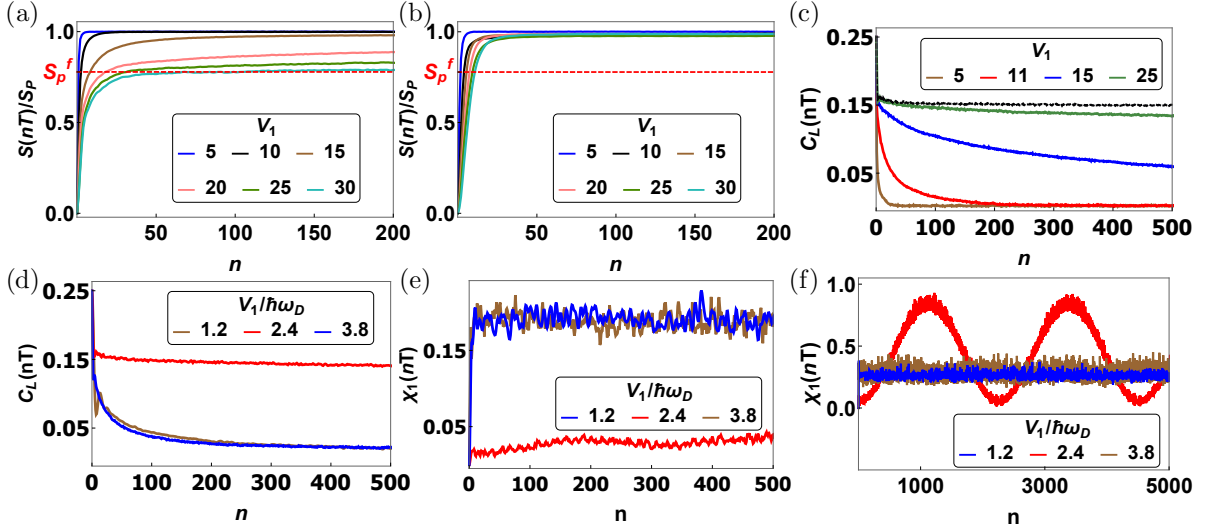 (a)
S(nT)/S_P
1.0
S_p^f
0.5
0.0
V_1
5 10 15
20 25 30
50 100 150 200
n
(b)
S(nT)/S_P
1.0
S_p^f
0.5
0.0
V_1
5 10 15
20 25 30
50 100 150 200
n
(c)
C_L(nT)
0.25
0.15
0.05
V_1
5 11 15 25
0 100 200 300 400 500
n
(d)
C_L(nT)
0.25
0.15
0.05
V_1/ħω_D
1.2 2.4 3.8
0 100 200 300 400 500
n
(e)
χ_1(nT)
0.15
0.05
V_1/ħω_D
1.2 2.4 3.8
0 100 200 300 400 500
n
(f)
χ_1(nT)
1.0
0.5
0.0
V_1/ħω_D
1.2 2.4 3.8
1000 3000 5000
n